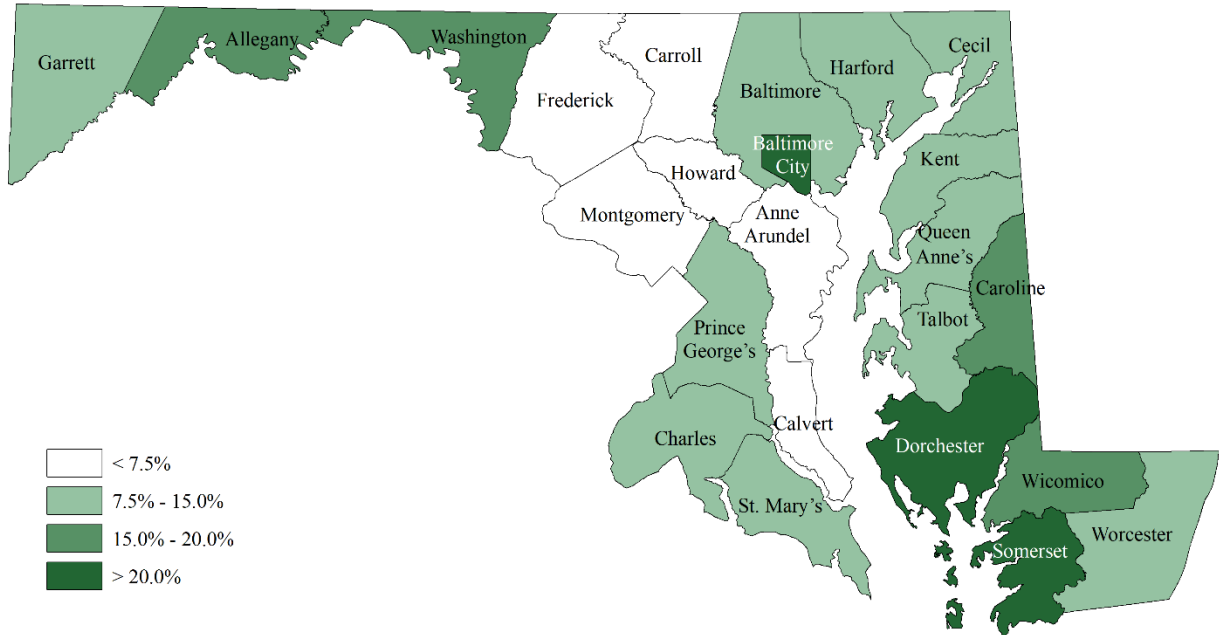 Garrett
Allegany
Washington
Frederick
Carroll
Baltimore
Harford
Cecil
Baltimore
City
Howard
Montgomery
Anne
Arundel
Kent
Queen
Anne’s
Caroline
Talbot
Prince
George’s
Calvert
Charles
St. Mary’s
Dorchester
Wicomico
Somerset
Worcester
< 7.5%
7.5% - 15.0%
15.0% - 20.0%
> 20.0%